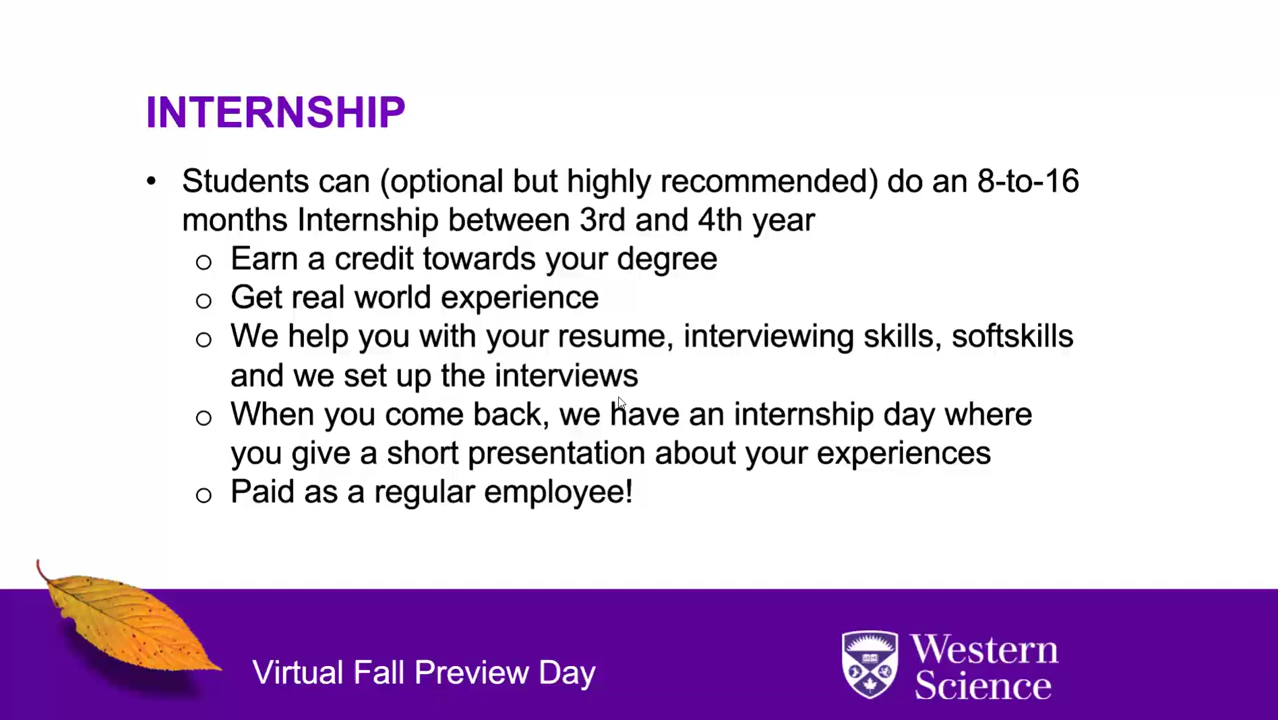 INTERNSHIP
• Students can (optional but highly recommended) do an 8-to-16
months Internship between 3rd and 4th year
o Earn a credit towards your degree
o Get real world experience
o We help you with your resume, interviewing skills, softskills
and we set up the interviews
o When you come back, we have an internship day where
you give a short presentation about your experiences
o Paid as a regular employee!
Virtual Fall Preview Day
Western
Science